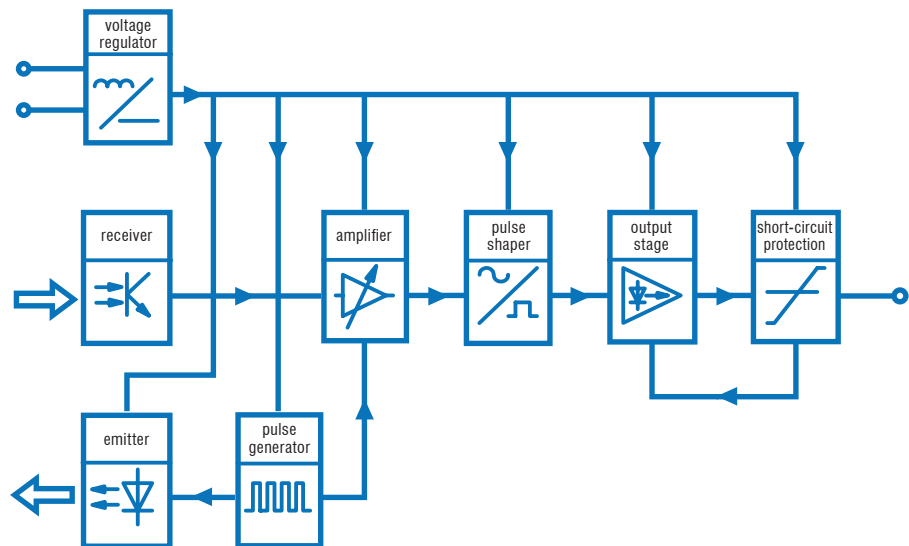 voltage
regulator
receiver
amplifier
pulse
shaper
output
stage
short-circuit
protection
emitter
pulse
generator